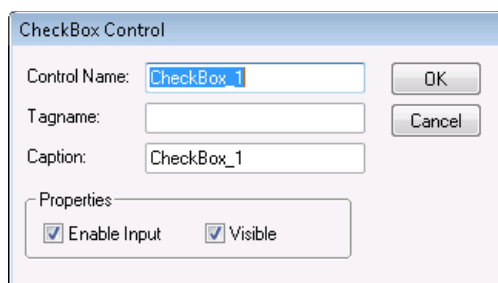 CheckBox Control
Control Name: CheckBox_1 OK
Tagname: Cancel
Caption: CheckBox_1
Properties
Enable Input Visible